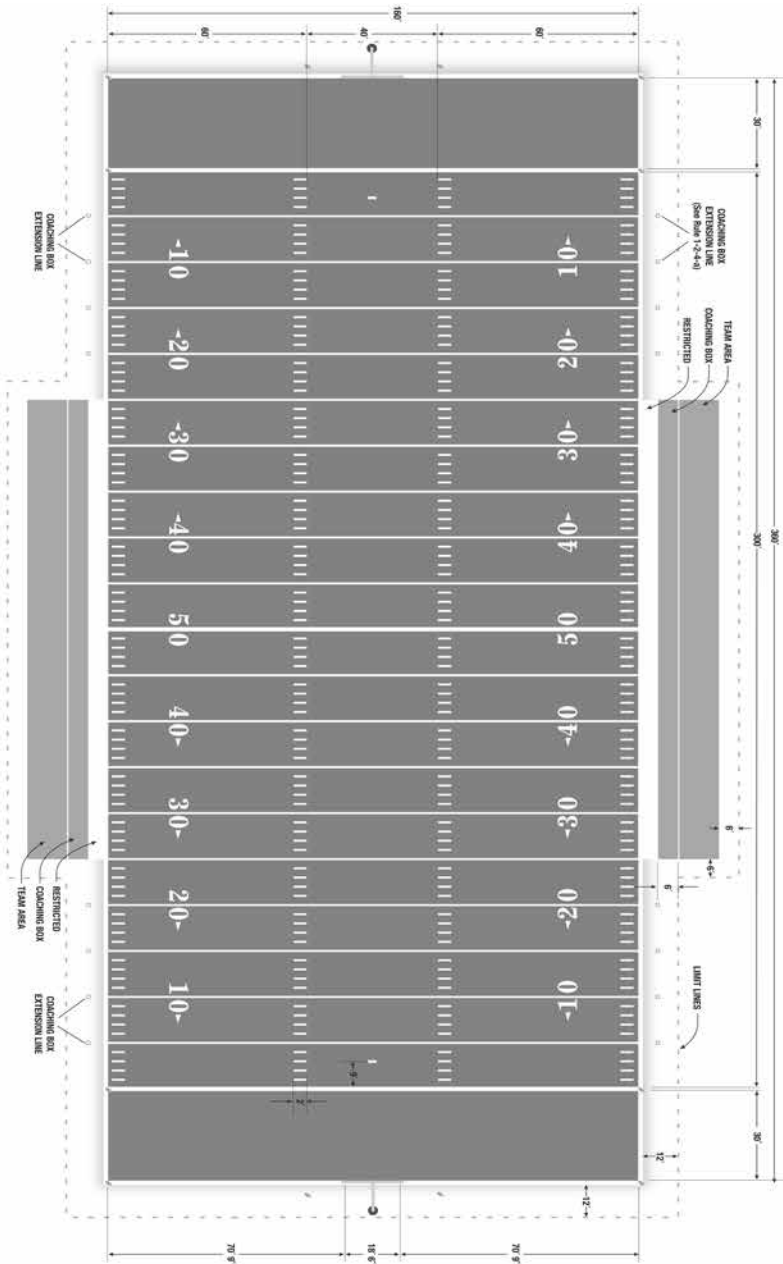 160'
60'
40'
60'
30'
360'
300'
30'
COACHING BOX
EXTENSION LINE
COACHING BOX
EXTENSION LINE
(See Rule 1-2-4-a)
TEAM AREA
COACHING BOX
RESTRICTED
10
10
20
20
30
30
40
40
50
50
40
40
30
30
20
20
10
10
8'
6'
6'
RESTRICTED
COACHING BOX
TEAM AREA
COACHING BOX
EXTENSION LINE
LIMIT LINES
9'
2'
12'
12'
70' 9"
18' 6"
70' 9"